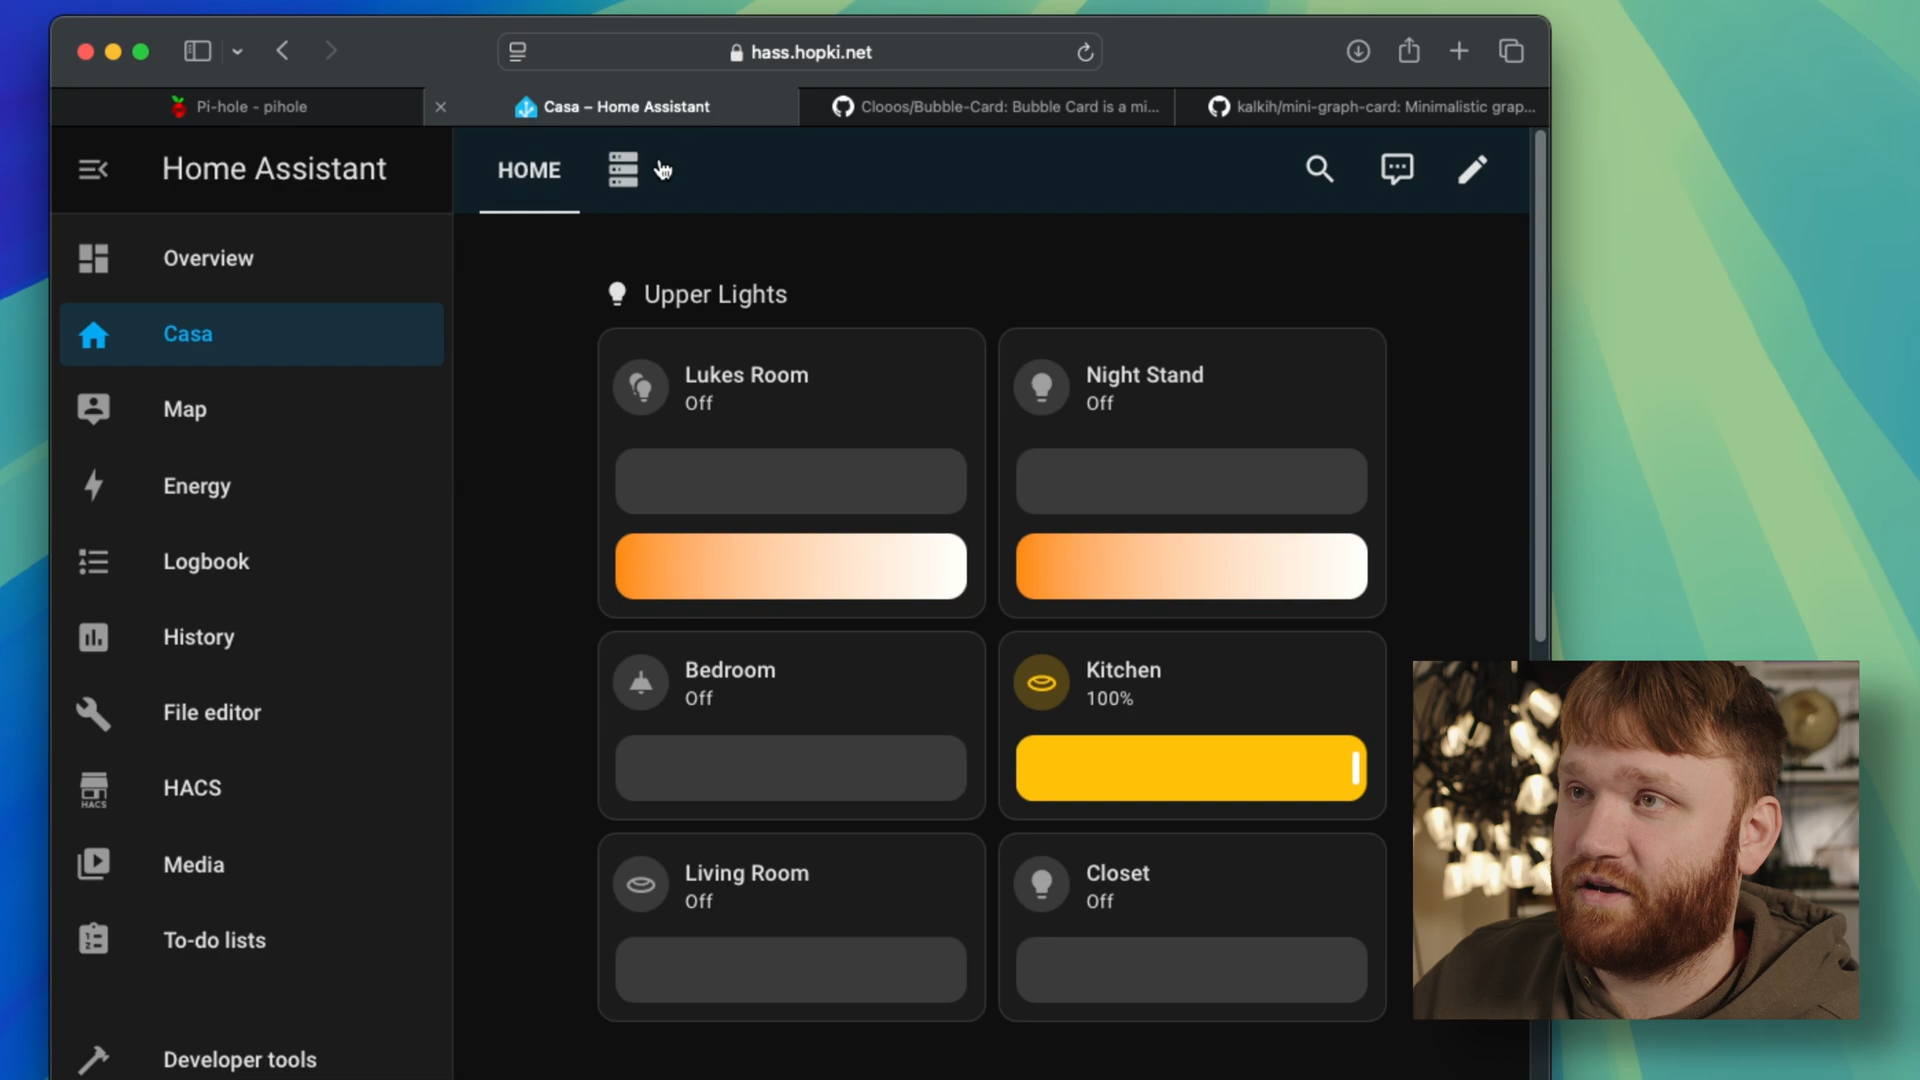 hass.hopki.net
Pi-hole - pihole
Casa – Home Assistant
Clooos/Bubble-Card: Bubble Card is a mi...
kalkih/mini-graph-card: Minimalistic grap...
Home Assistant
HOME
Overview
Casa
Map
Energy
Logbook
History
File editor
HACS
HACS
Media
To-do lists
Developer tools
Upper Lights
Lukes Room
Off
Night Stand
Off
Bedroom
Off
Kitchen
100%
Living Room
Off
Closet
Off